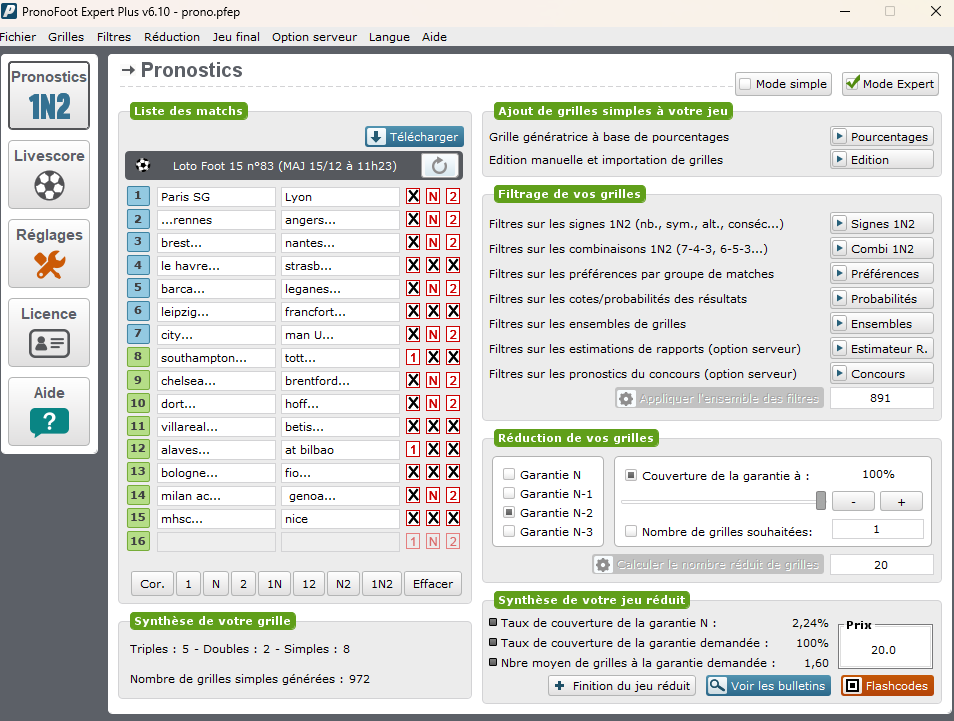 PronoFoot Expert Plus v6.10 - prono.pfep
Fichier Grilles Filtres Réduction Jeu final Option serveur Langue Aide
Pronostics
1N2
Livescore
Réglages
Licence
Aide
?
→ Pronostics
Mode simple Mode Expert
Liste des matchs
Télécharger
Loto Foot 15 n°83 (MAJ 15/12 à 11h23)
1 Paris SG Lyon X N 2
2 ...rennes angers... X N 2
3 brest... nantes... X N 2
4 le havre... strasb... X X X
5 barca... leganes... X N 2
6 leipzig... francfort... X X X
7 city... man U... X N 2
8 southampton... tott... 1 X X
9 chelsea... brentford... X N 2
10 dort... hoff... X N 2
11 villareal... betis... X X X
12 alaves... at bilbao 1 X X
13 bologne... fio... X X X
14 milan ac... genoa... X N 2
15 mhsc... nice X X X
16 1 N 2
Cor. 1 N 2 1N 12 N2 1N2 Effacer
Synthèse de votre grille
Triples : 5 - Doubles : 2 - Simples : 8
Nombre de grilles simples générées : 972
Ajout de grilles simples à votre jeu
Grille génératrice à base de pourcentages Pourcentages
Edition manuelle et importation de grilles Edition
Filtrage de vos grilles
Filtres sur les signes 1N2 (nb., sym., alt., conséc...) Signes 1N2
Filtres sur les combinaisons 1N2 (7-4-3, 6-5-3...) Combi 1N2
Filtres sur les préférences par groupe de matches Préférences
Filtres sur les cotes/probabilités des résultats Probabilités
Filtres sur les ensembles de grilles Ensembles
Filtres sur les estimations de rapports (option serveur) Estimateur R.
Filtres sur les pronostics du concours (option serveur) Concours
Appliquer l'ensemble des filtres 891
Réduction de vos grilles
Garantie N
Garantie N-1
Garantie N-2
Garantie N-3
Couverture de la garantie à : 100%
- +
Nombre de grilles souhaitées: 1
Calculer le nombre réduit de grilles 20
Synthèse de votre jeu réduit
Taux de couverture de la garantie N : 2,24%
Taux de couverture de la garantie demandée : 100%
Nbre moyen de grilles à la garantie demandée : 1,60
Prix
20.0
Finition du jeu réduit Voir les bulletins Flashcodes